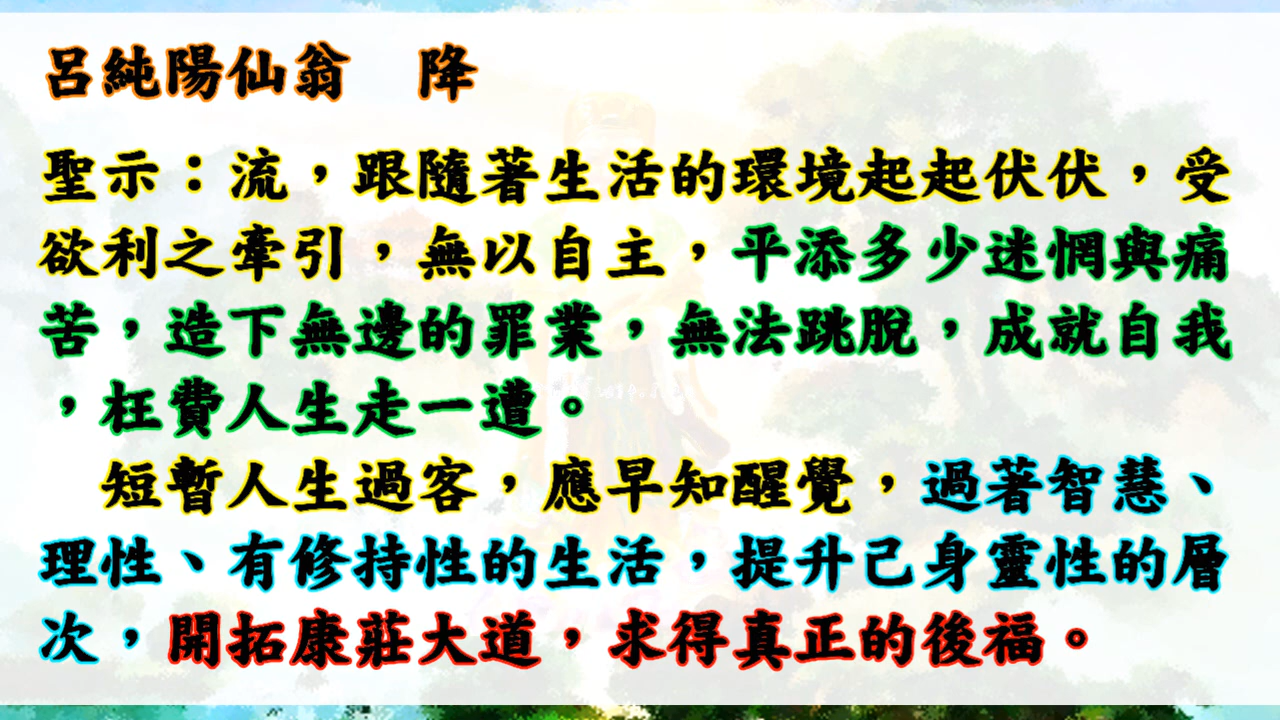 呂純陽仙翁　降
聖示：流，跟隨著生活的環境起起伏伏，受
欲利之牽引，無以自主，平添多少迷惘與痛
苦，造下無邊的罪業，無法跳脫，成就自我
，枉費人生走一遭。
　短暫人生過客，應早知醒覺，過著智慧、
理性、有修持性的生活，提升己身靈性的層
次，開拓康莊大道，求得真正的後福。